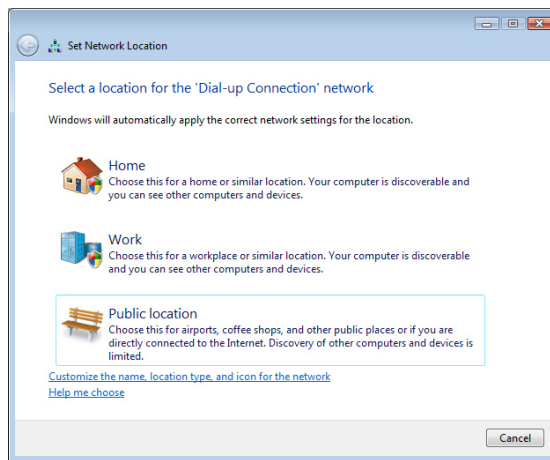 Set Network Location
Select a location for the 'Dial-up Connection' network
Windows will automatically apply the correct network settings for the location.
Home
Choose this for a home or similar location. Your computer is discoverable and
you can see other computers and devices.
Work
Choose this for a workplace or similar location. Your computer is discoverable
and you can see other computers and devices.
Public location
Choose this for airports, coffee shops, and other public places or if you are
directly connected to the Internet. Discovery of other computers and devices is
limited.
Customize the name, location type, and icon for the network
Help me choose
Cancel